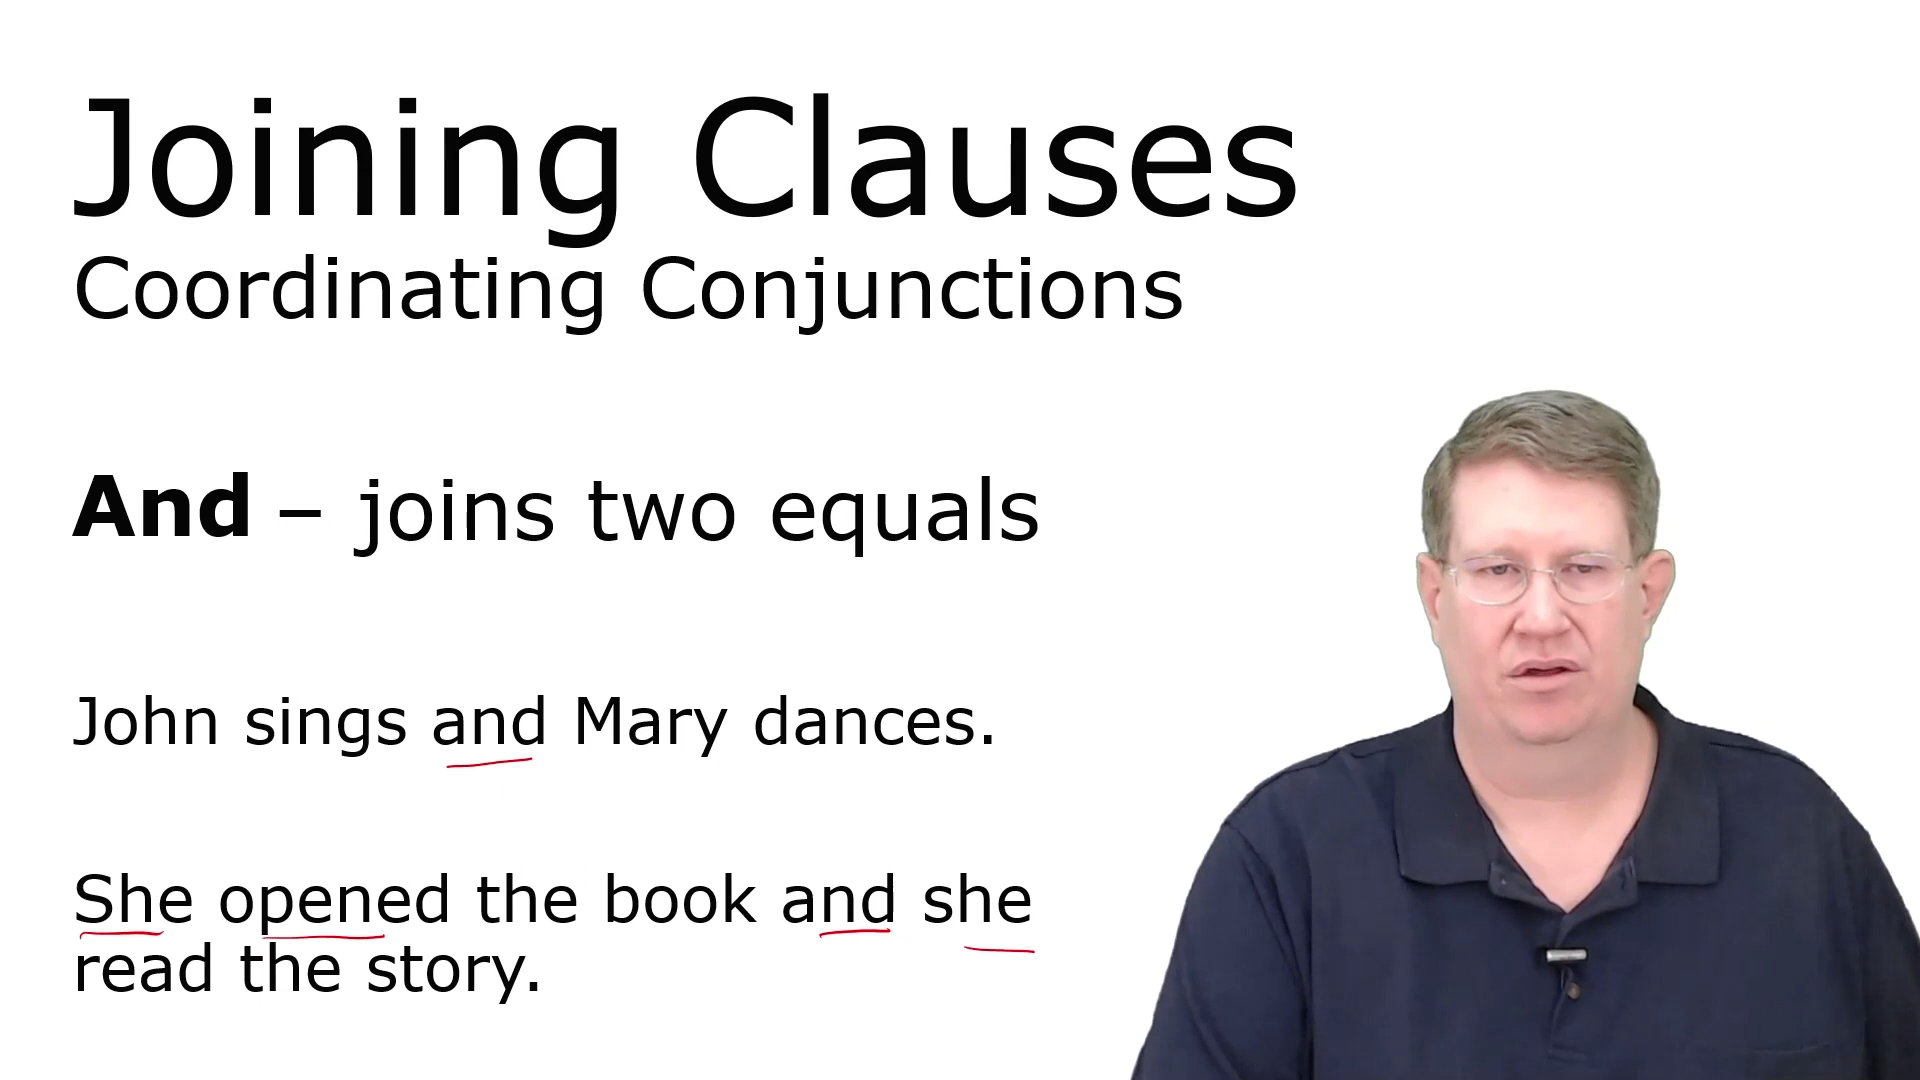 Joining Clauses
Coordinating Conjunctions
And – joins two equals
John sings and Mary dances.
She opened the book and she
read the story.